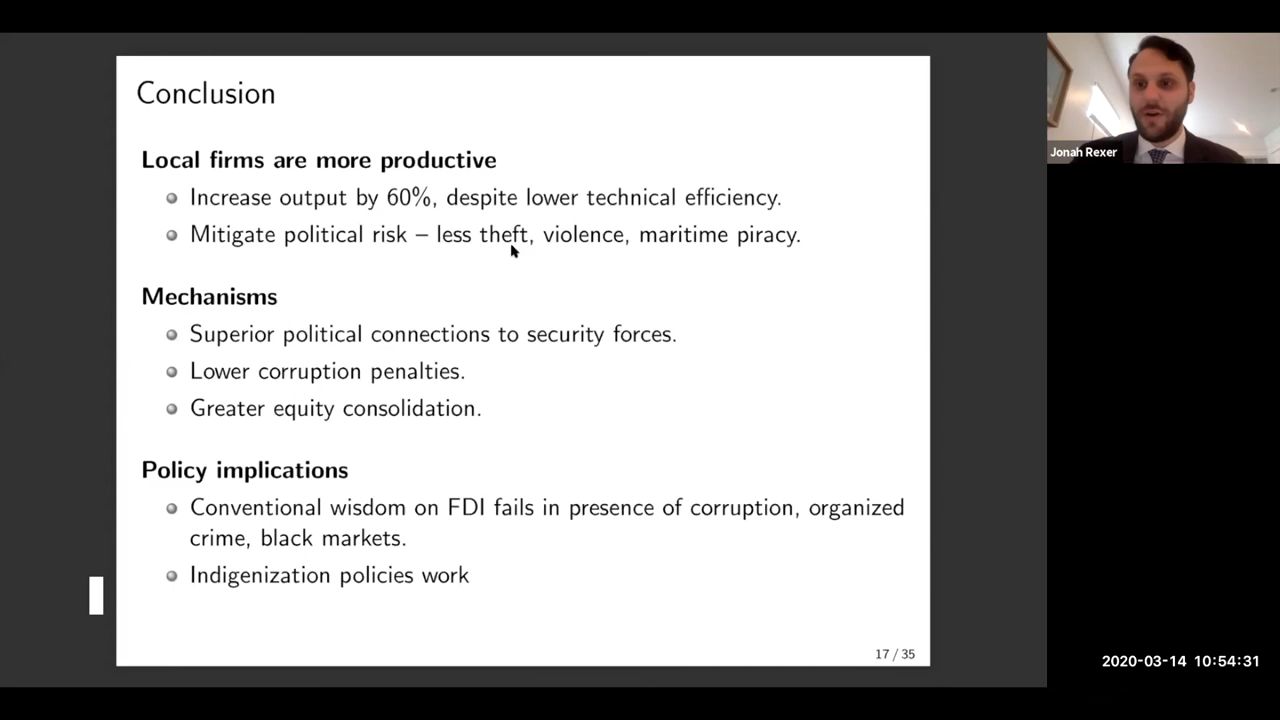 Conclusion
Local firms are more productive
Increase output by 60%, despite lower technical efficiency.
Mitigate political risk – less theft, violence, maritime piracy.
Mechanisms
Superior political connections to security forces.
Lower corruption penalties.
Greater equity consolidation.
Policy implications
Conventional wisdom on FDI fails in presence of corruption, organized
crime, black markets.
Indigenization policies work
17 / 35
Jonah Rexer
2020-03-14 10:54:31